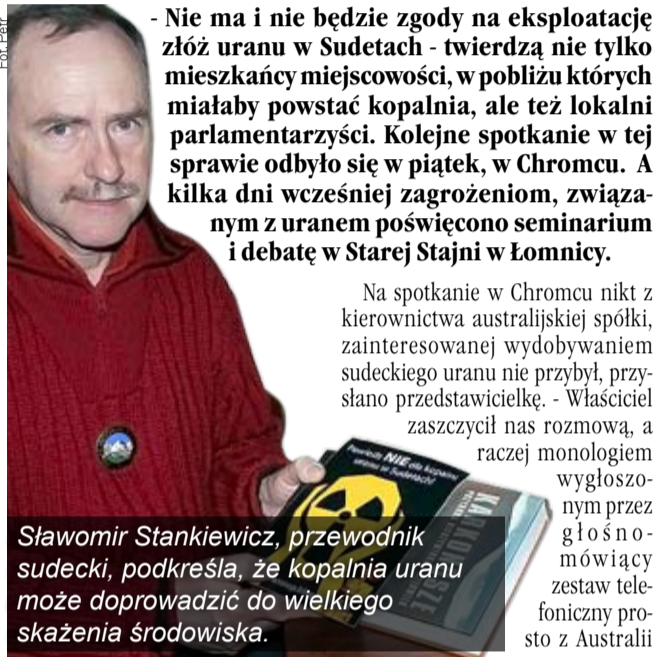 Fot. Petr
- Nie ma i nie będzie zgody na eksploatację
złóż uranu w Sudetach - twierdzą nie tylko
mieszkańcy miejscowości, w pobliżu których
miałaby powstać kopalnia, ale też lokalni
parlamentarzyści. Kolejne spotkanie w tej
sprawie odbyło się w piątek, w Chromcu. A
kilka dni wcześniej zagrożeniom, związa-
nym z uranem poświęcono seminarium
i debatę w Starej Stajni w Łomnicy.
Na spotkanie w Chromcu nikt z
kierownictwa australijskiej spółki,
zainteresowanej wydobywaniem
sudeckiego uranu nie przybył, przy-
słano przedstawicielkę. - Właściciel
zaszczycił nas rozmową, a
raczej monologiem
wygłoszo-
nym przez
głośno-
mówiący
zestaw tele-
foniczny pro-
sto z Australii
Powiedz NIE dla kopalni
uranu w Sudetach!
KARKONOSZE
Sławomir Stankiewicz, przewodnik
sudecki, podkreśla, że kopalnia uranu
może doprowadzić do wielkiego
skażenia środowiska.